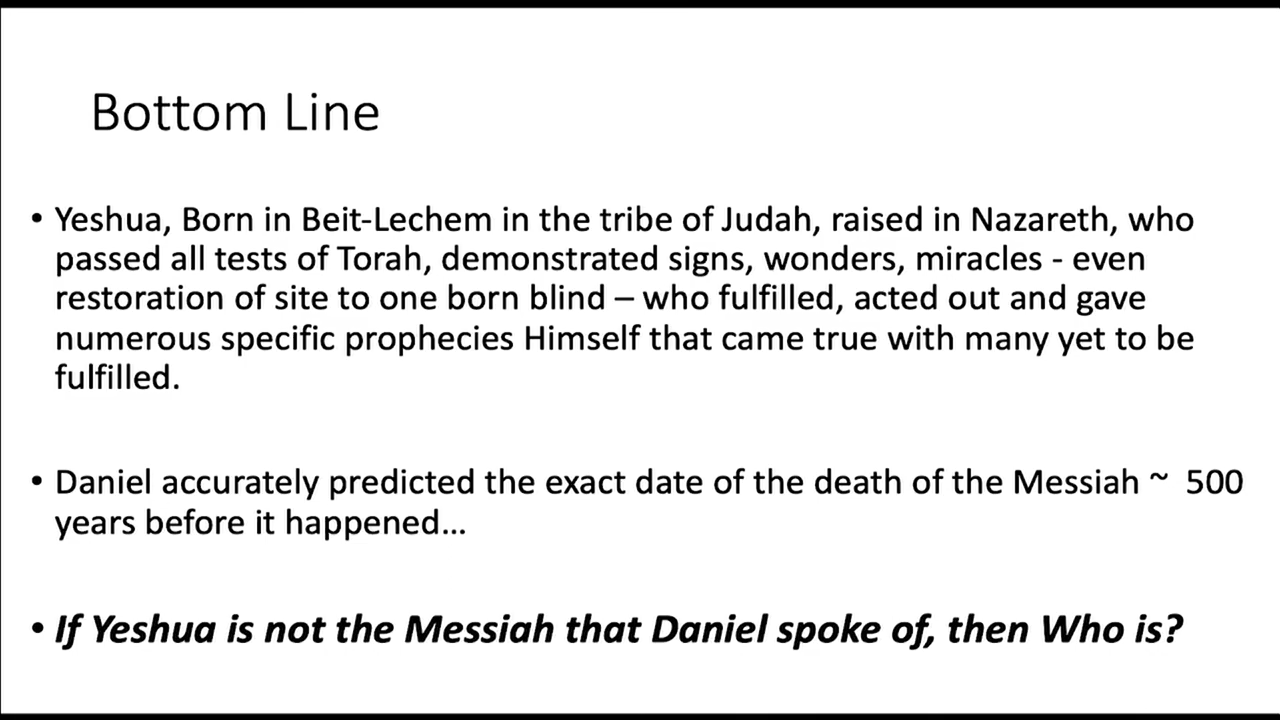 Bottom Line
• Yeshua, Born in Beit-Lechem in the tribe of Judah, raised in Nazareth, who
passed all tests of Torah, demonstrated signs, wonders, miracles - even
restoration of site to one born blind – who fulfilled, acted out and gave
numerous specific prophecies Himself that came true with many yet to be
fulfilled.
• Daniel accurately predicted the exact date of the death of the Messiah ~ 500
years before it happened…
• If Yeshua is not the Messiah that Daniel spoke of, then Who is?